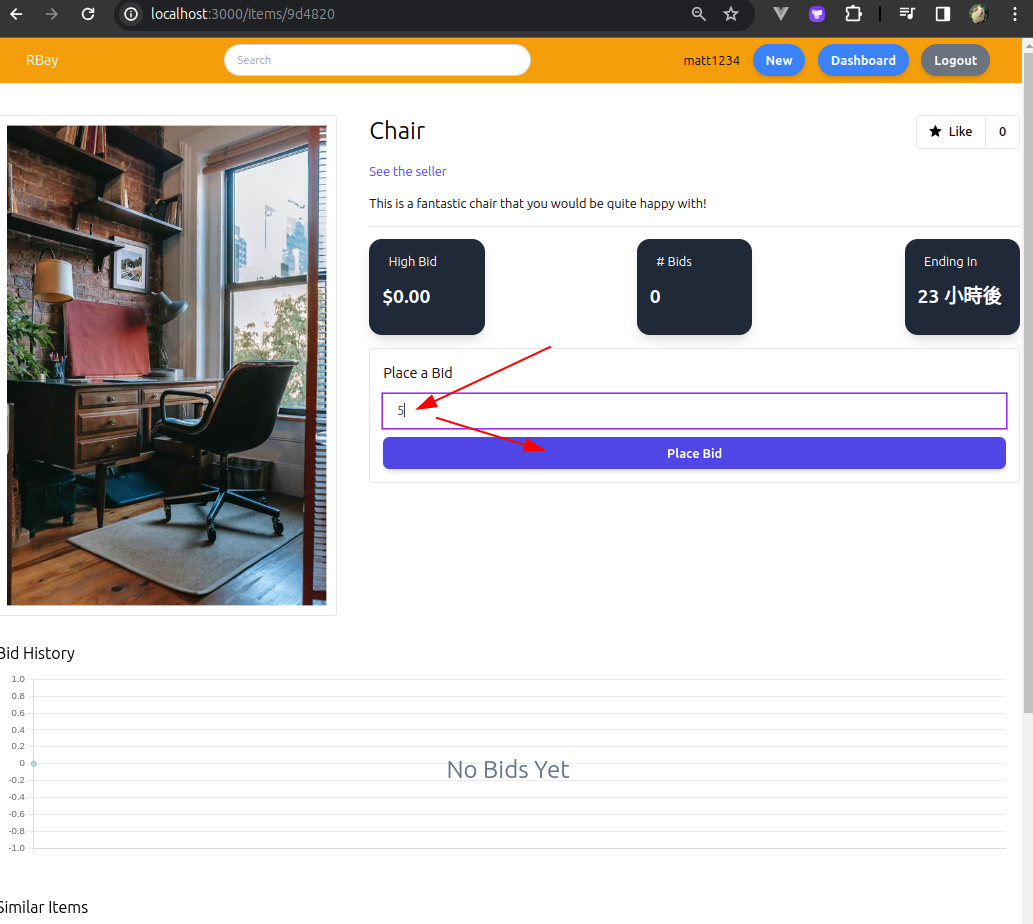 localhost:3000/items/9d4820
RBay
Search
matt1234
New
Dashboard
Logout
Chair
Like
0
See the seller
This is a fantastic chair that you would be quite happy with!
High Bid
$0.00
# Bids
0
Ending In
23 小時後
Place a Bid
5
Place Bid
Bid History
1.0
0.8
0.6
0.4
0.2
0
-0.2
-0.4
-0.6
-0.8
-1.0
No Bids Yet
Similar Items